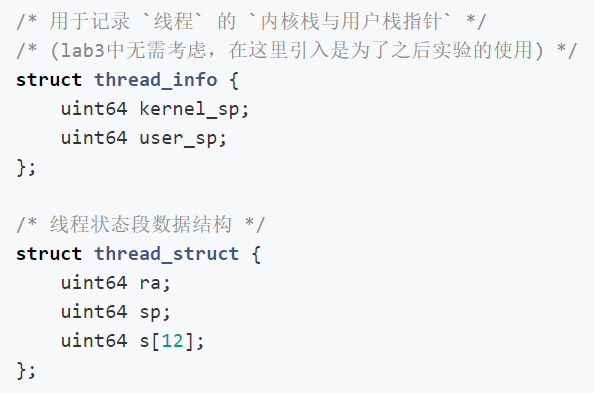 /* 用于记录 `线程` 的 `内核栈与用户栈指针` */
/* (lab3中无需考虑，在这里引入是为了之后实验的使用) */
struct thread_info {
    uint64 kernel_sp;
    uint64 user_sp;
};
/* 线程状态段数据结构 */
struct thread_struct {
    uint64 ra;
    uint64 sp;
    uint64 s[12];
};